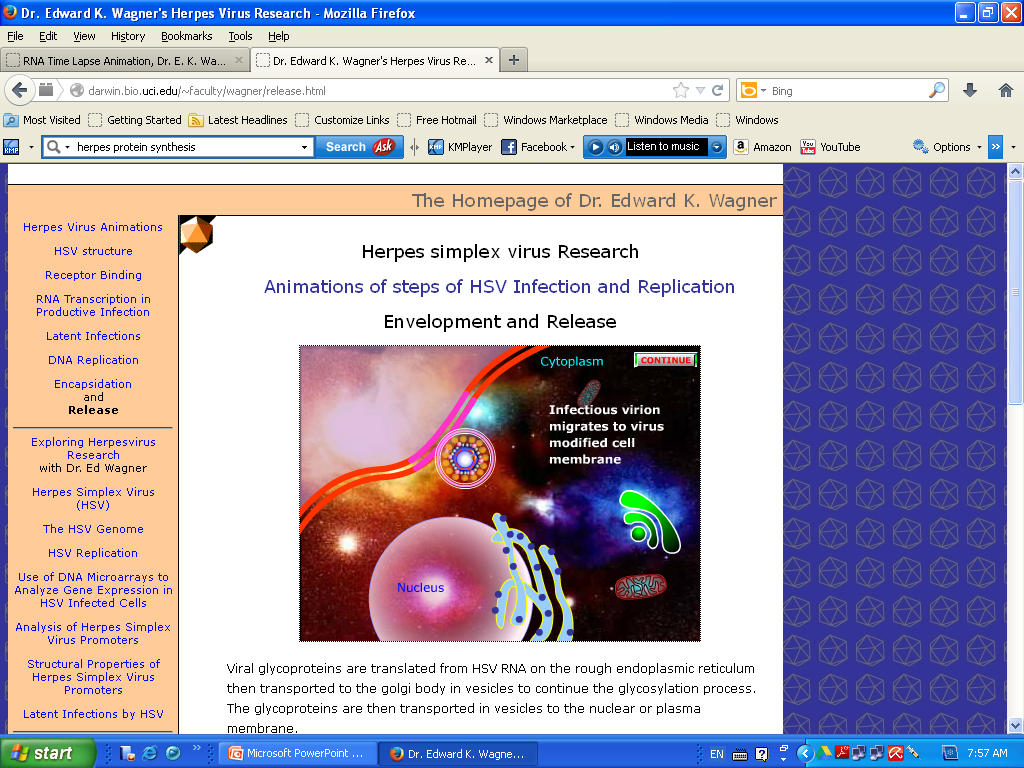 Dr. Edward K. Wagner's Herpes Virus Research - Mozilla Firefox
File Edit View History Bookmarks Tools Help
RNA Time Lapse Animation, Dr. E. K. Wa...
Dr. Edward K. Wagner's Herpes Virus Re...
darwin.bio.uci.edu/~faculty/wagner/release.html
Bing
Most Visited Getting Started Latest Headlines Customize Links Free Hotmail Windows Marketplace Windows Media Windows
KMP herpes protein synthesis Search Ask KMP KMPlayer Facebook Listen to music a Amazon You Tube YouTube Options »
The Homepage of Dr. Edward K. Wagner
Herpes Virus Animations
HSV structure
Receptor Binding
RNA Transcription in
Productive Infection
Latent Infections
DNA Replication
Encapsidation
and
Release
Exploring Herpesvirus
Research
with Dr. Ed Wagner
Herpes Simplex Virus
(HSV)
The HSV Genome
HSV Replication
Use of DNA Microarrays to
Analyze Gene Expression in
HSV Infected Cells
Analysis of Herpes Simplex
Virus Promoters
Structural Properties of
Herpes Simplex Virus
Promoters
Latent Infections by HSV
Herpes simplex virus Research
Animations of steps of HSV Infection and Replication
Envelopment and Release
Cytoplasm
CONTINUE
Infectious virion
migrates to virus
modified cell
membrane
Nucleus
Viral glycoproteins are translated from HSV RNA on the rough endoplasmic reticulum
then transported to the golgi body in vesicles to continue the glycosylation process.
The glycoproteins are then transported in vesicles to the nuclear or plasma
membrane.
start » Microsoft PowerPoint ... Dr. Edward K. Wagne... EN 7:57 AM